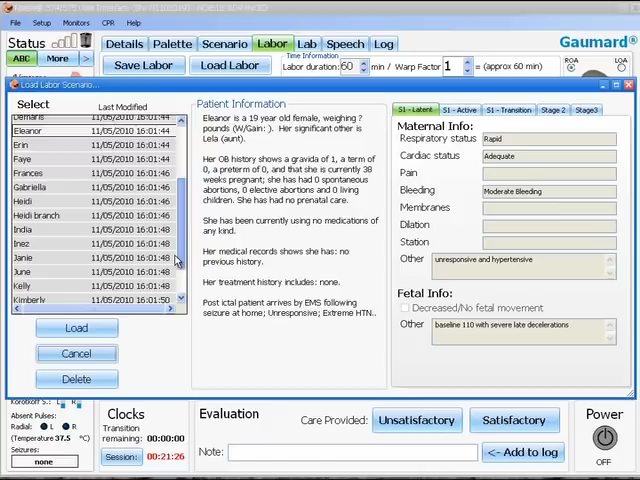 File Setup Monitors CPR Help
Status
ABC
More >
Details Palette Scenario Labor Lab Speech Log
Gaumard®
Save Labor Load Labor
Time Information
Labor duration: 60 min / Warp Factor 1 = (approx 60 min)
ROA LOA
Load Labor Scenario...
Select Last Modified
Demaris 11/05/2010 16:01:44
Eleanor 11/05/2010 16:01:44
Erin 11/05/2010 16:01:44
Faye 11/05/2010 16:01:44
Frances 11/05/2010 16:01:46
Gabriella 11/05/2010 16:01:46
Heidi 11/05/2010 16:01:46
Heidi branch 11/05/2010 16:01:46
India 11/05/2010 16:01:48
Inez 11/05/2010 16:01:48
Janie 11/05/2010 16:01:48
June 11/05/2010 16:01:48
Kelly 11/05/2010 16:01:48
Kimberly 11/05/2010 16:01:50
Load
Cancel
Delete
Patient Information
Eleanor is a 19 year old female, weighing ?
pounds (W/Gain: ). Her significant other is
Lela (aunt).
Her OB history shows a gravida of 1, a term of
0, a preterm of 0, and that she is currently 38
weeks pregnant; she has had 0 spontaneous
abortions, 0 elective abortions and 0 living
children. She has had no prenatal care.
She has been currently using no medications of
any kind.
Her medical records shows she has: no
previous history.
Her treatment history includes: none.
Post ictal patient arrives by EMS following
seizure at home; Unresponsive; Extreme HTN..
S1 - Latent S1 - Active S1 - Transition Stage 2 Stage3
Maternal Info:
Respiratory status Rapid
Cardiac status Adequate
Pain
Bleeding Moderate Bleeding
Membranes
Dilation
Station
Other unresponsive and hypertensive
Fetal Info:
Decreased/No fetal movement
Other baseline 110 with severe late decelerations
Korotkoff S.: L R
Absent Pulses:
Radial: L R
(Temperature 37.5 °C)
Seizures:
none
Clocks
Transition
remaining: 00:00:00
Session: 00:21:26
Evaluation
Care Provided: Unsatisfactory Satisfactory
Note: <- Add to log
Power
OFF